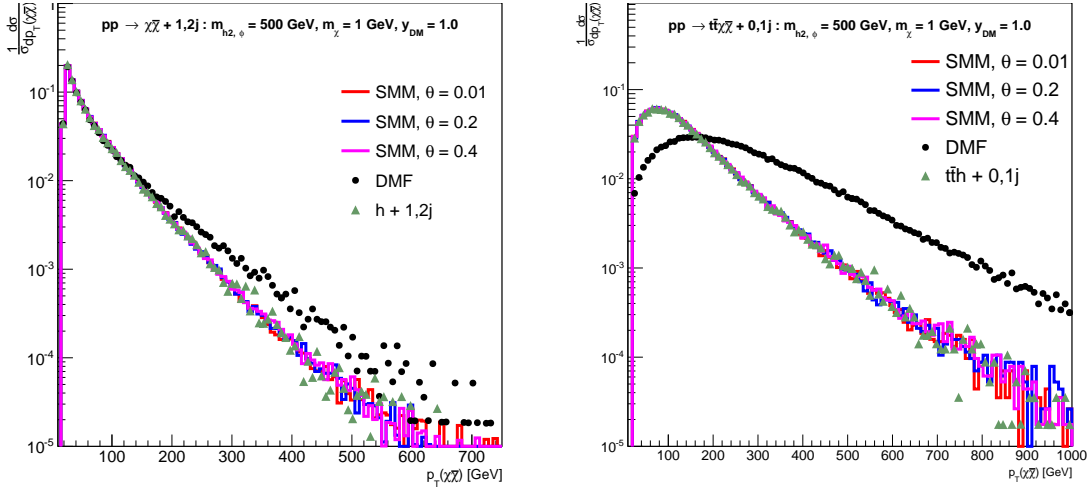 1/σ dσ/dp_T(χχ̄)
pp → χχ̄ + 1,2j : m_{h2, ϕ} = 500 GeV, m_χ = 1 GeV, y_DM = 1.0
SMM, θ = 0.01
SMM, θ = 0.2
SMM, θ = 0.4
DMF
h + 1,2j
10⁻¹
10⁻²
10⁻³
10⁻⁴
10⁻⁵
100 200 300 400 500 600 700
p_T(χχ̄) [GeV]
1/σ dσ/dp_T(χχ̄)
pp → tt̄χχ̄ + 0,1j : m_{h2, ϕ} = 500 GeV, m_χ = 1 GeV, y_DM = 1.0
SMM, θ = 0.01
SMM, θ = 0.2
SMM, θ = 0.4
DMF
tt̄h + 0,1j
10⁻¹
10⁻²
10⁻³
10⁻⁴
10⁻⁵
100 200 300 400 500 600 700 800 900 1000
p_T(χχ̄) [GeV]